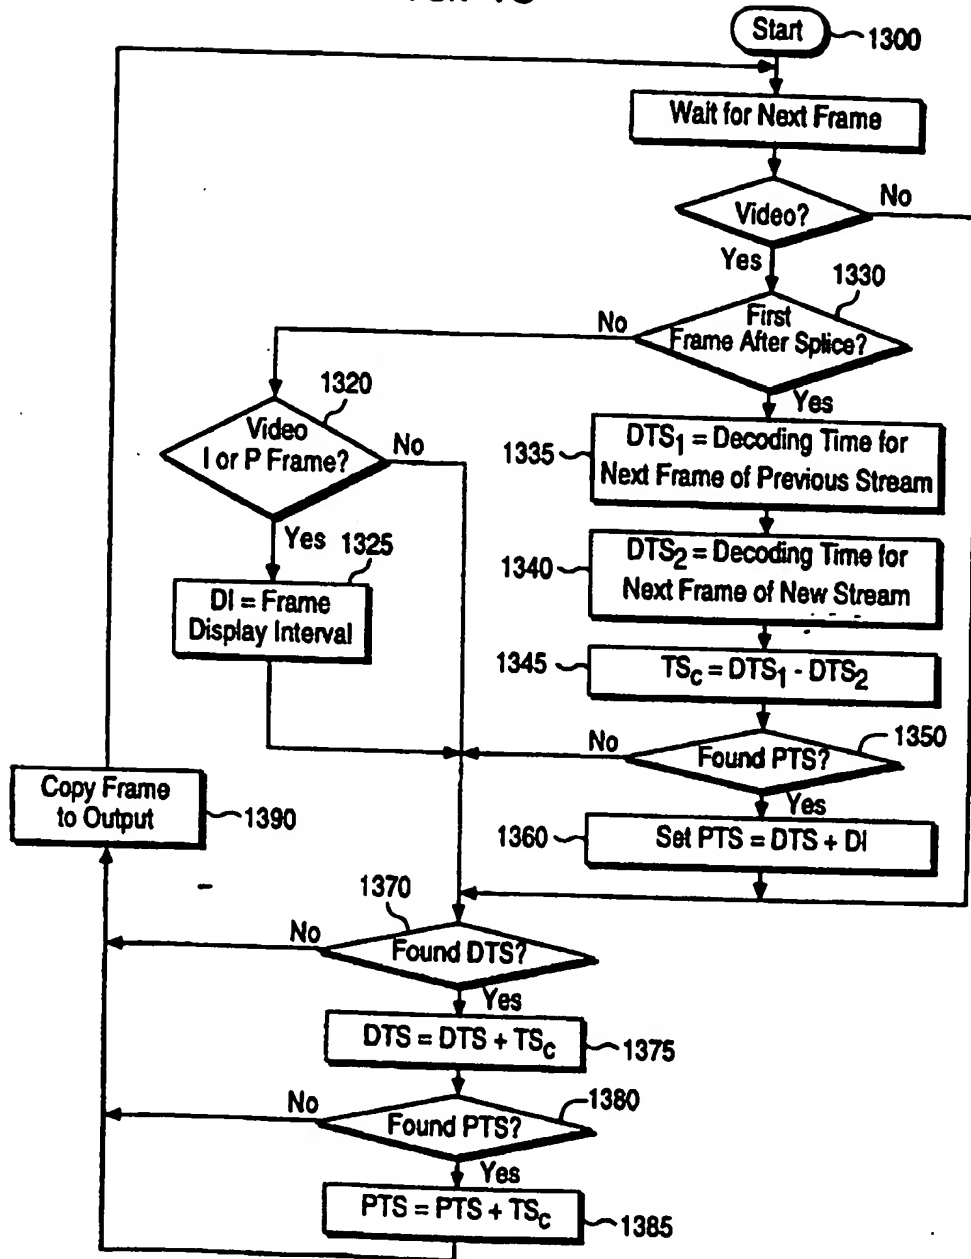 Start
1300
Wait for Next Frame
Video?
No
Yes
1330
First
Frame After Splice?
No
Yes
1320
Video
I or P Frame?
No
Yes
1335
DTS1 = Decoding Time for
Next Frame of Previous Stream
1325
DI = Frame
Display Interval
1340
DTS2 = Decoding Time for
Next Frame of New Stream
1345
TSc = DTS1 - DTS2
1350
Found PTS?
No
Yes
Copy Frame
to Output
1390
1360
Set PTS = DTS + DI
1370
Found DTS?
No
Yes
DTS = DTS + TSc
1375
1380
Found PTS?
No
Yes
PTS = PTS + TSc
1385